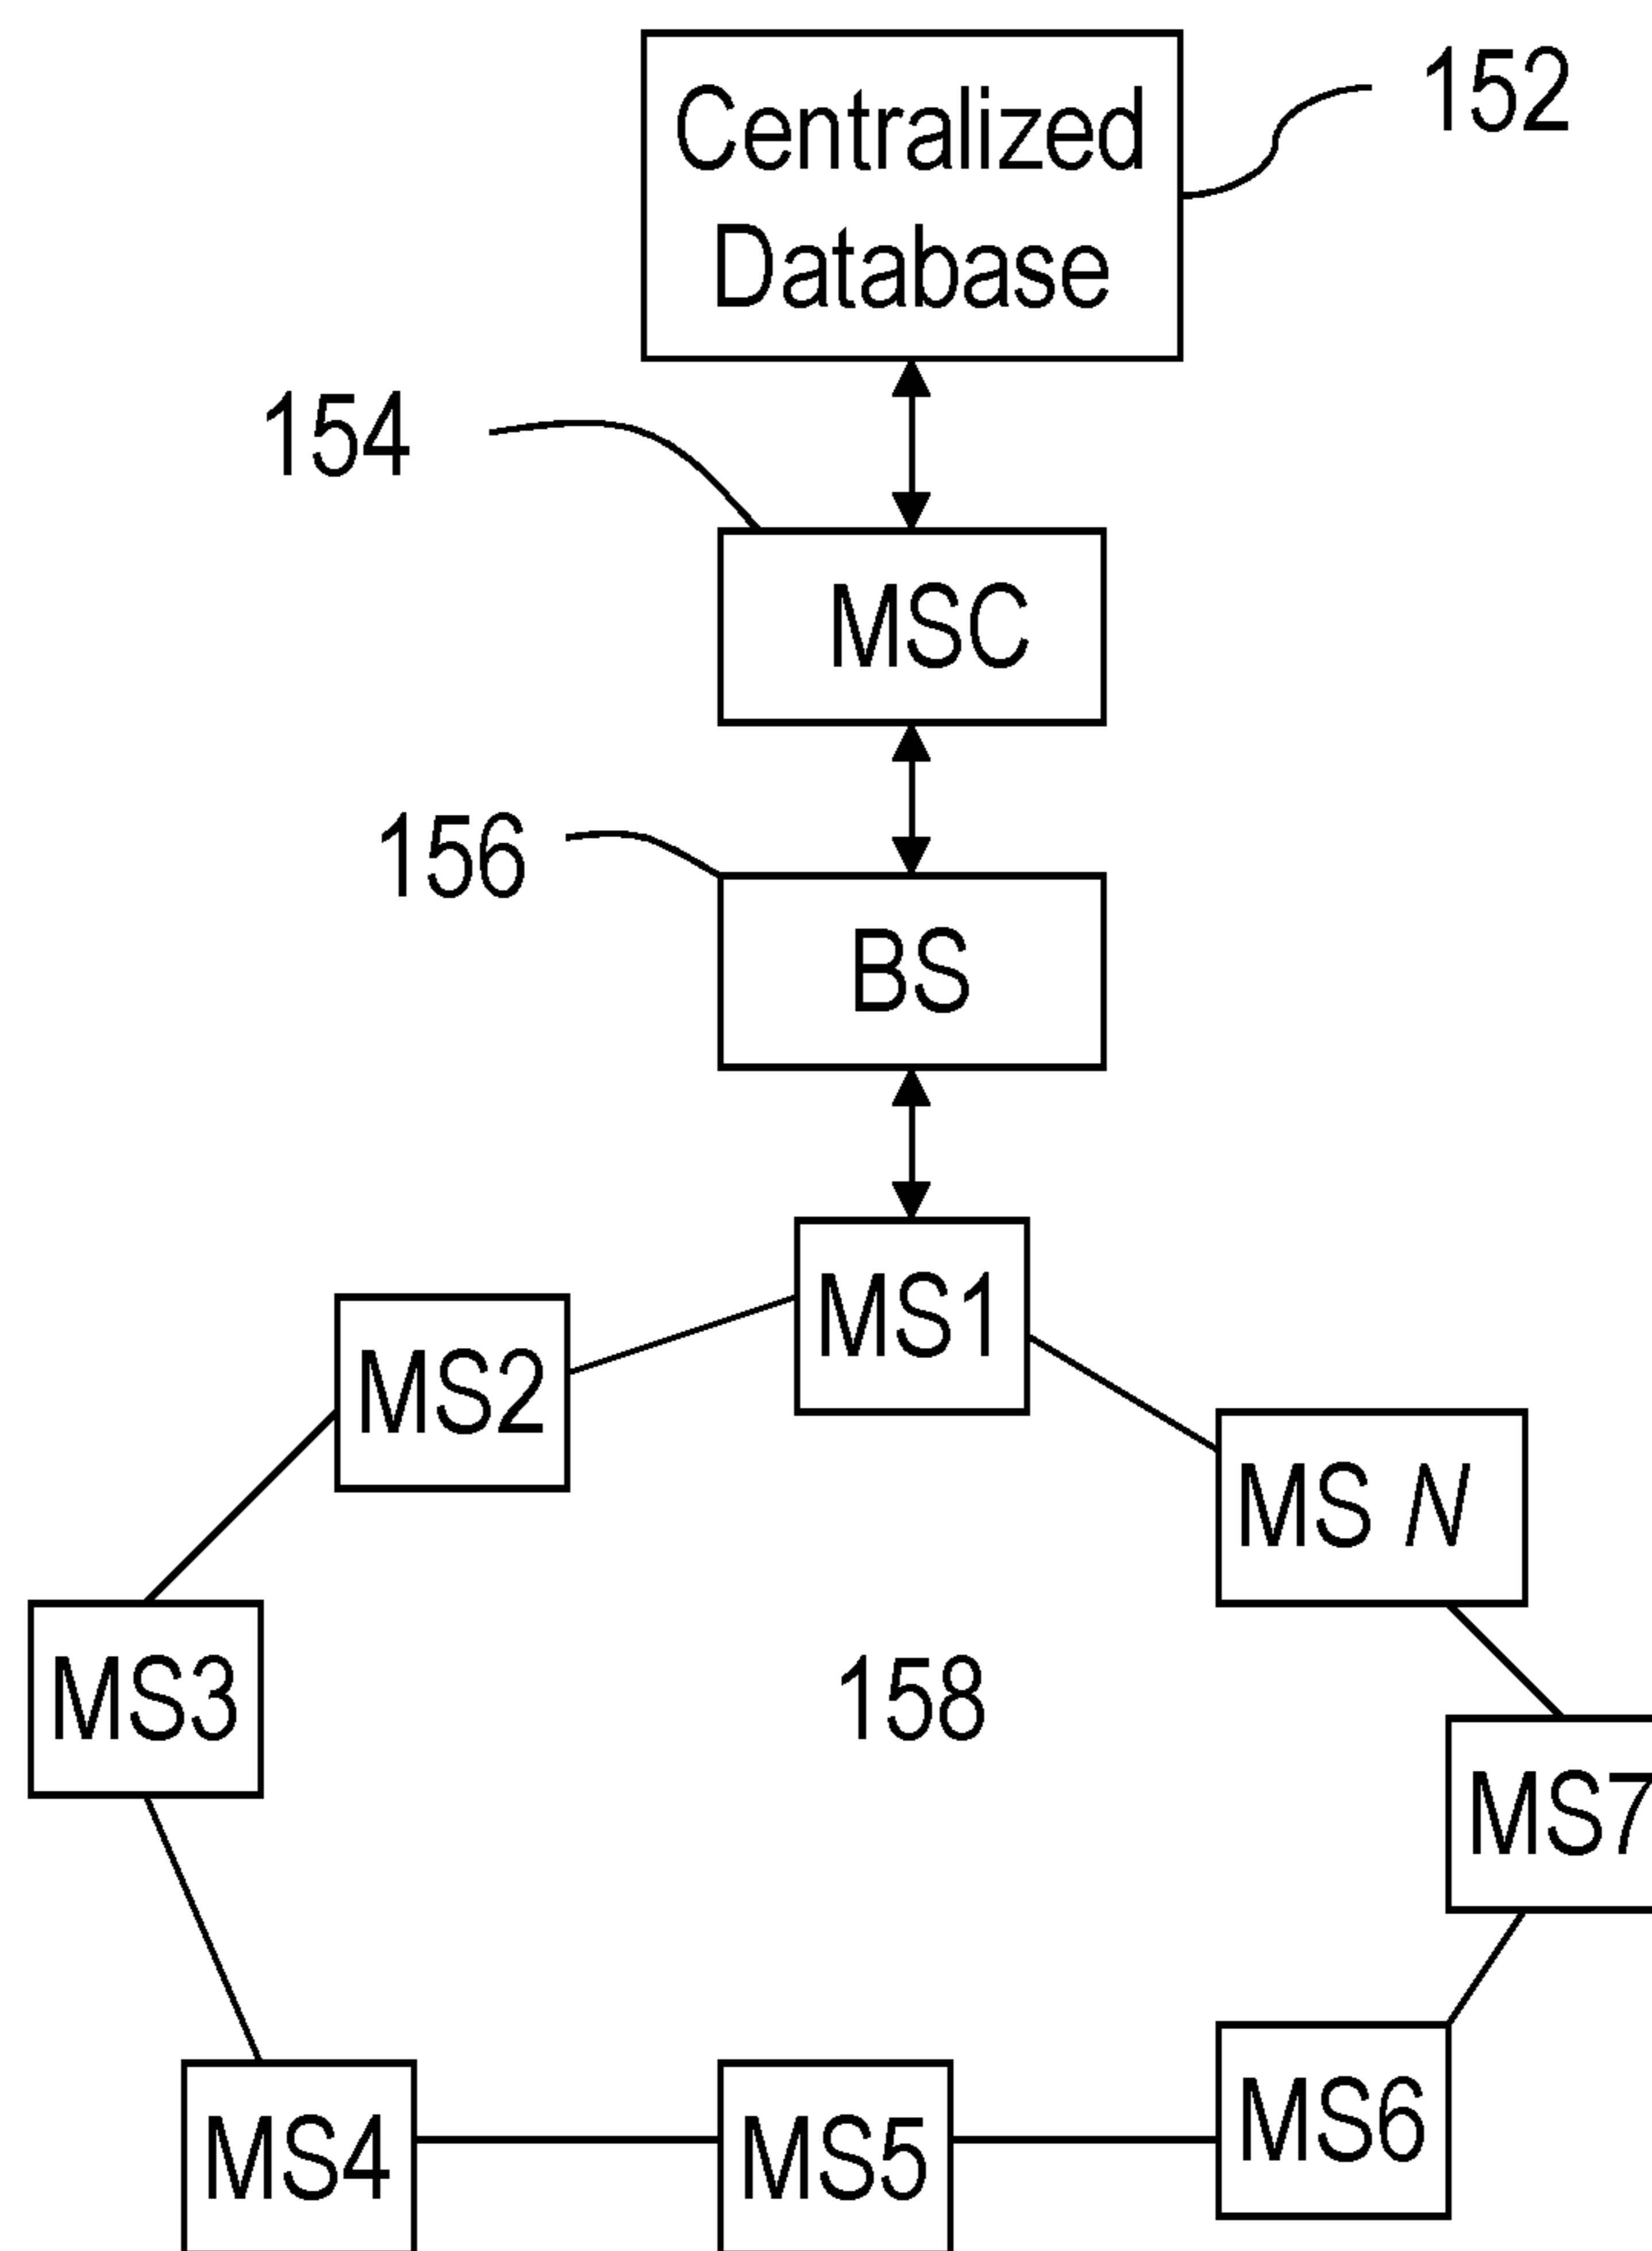 Centralized
Database
152
154
MSC
156
BS
MS1
MS2
MS N
MS3
158
MS7
MS6
MS4
MS5